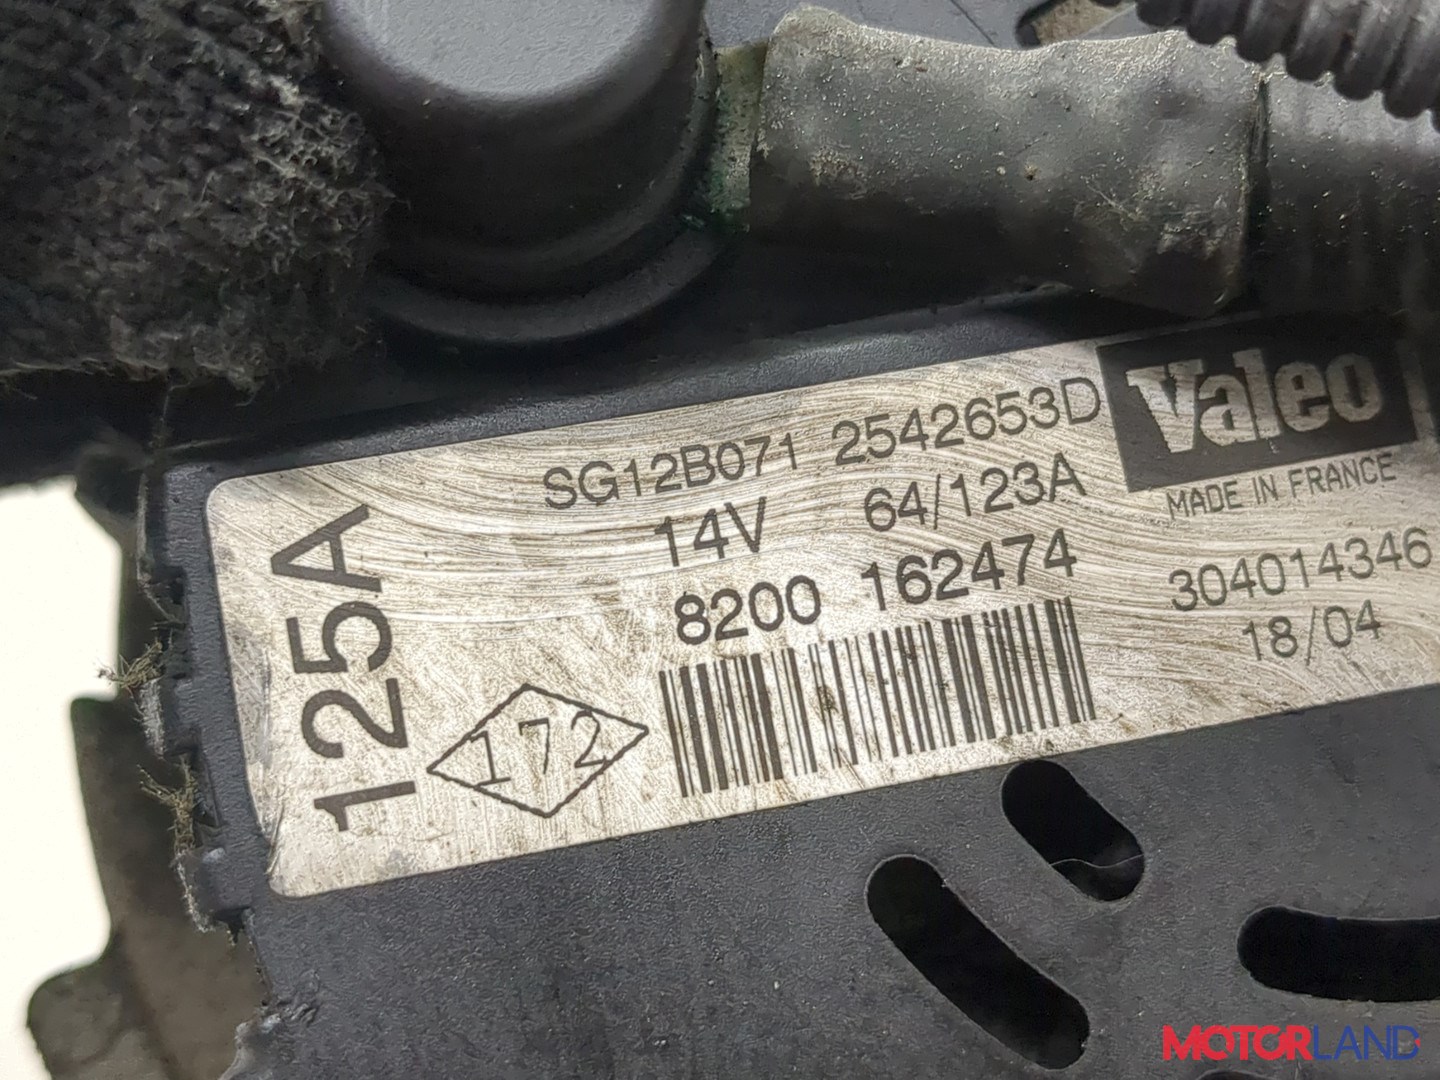 SG12B071 2542653D
Valeo
MADE IN FRANCE
14V 64/123A
8200 162474
304014346
18/04
125A
172
MOTORLAND